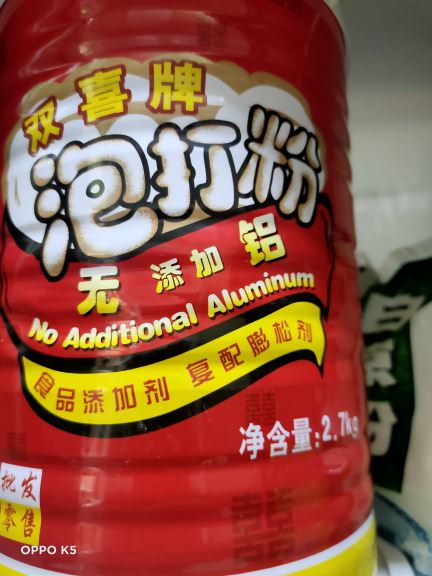 双喜牌
泡打粉
无添加铝
No Additional Aluminum
食品添加剂 复配膨松剂
净含量:2.7kg
批发
零售
OPPO K5